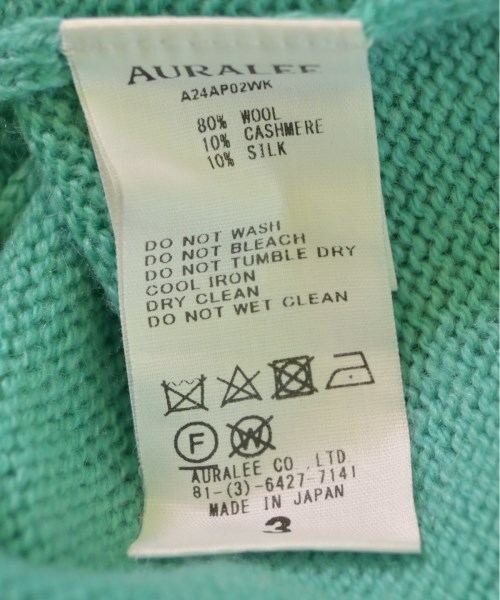 AURALEE
A24AP02WK
80% WOOL
10% CASHMERE
10% SILK
DO NOT WASH
DO NOT BLEACH
DO NOT TUMBLE DRY
COOL IRON
DRY CLEAN
DO NOT WET CLEAN
F W
AURALEE CO.,LTD.
81-(3)-6427-7141
MADE IN JAPAN
3